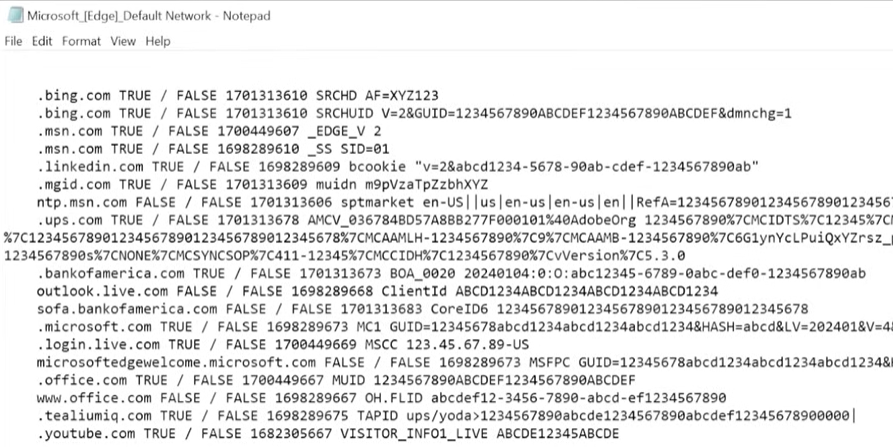 Microsoft_[Edge]_Default Network - Notepad
File Edit Format View Help
.bing.com TRUE / FALSE 1701313610 SRCHD AF=XYZ123
.bing.com TRUE / FALSE 1701313610 SRCHUID V=2&GUID=1234567890ABCDEF1234567890ABCDEF&dmnchg=1
.msn.com TRUE / FALSE 1700449607 _EDGE_V 2
.msn.com TRUE / FALSE 1698289610 _SS SID=01
.linkedin.com TRUE / FALSE 1698289609 bcookie "v=2&abcd1234-5678-90ab-cdef-1234567890ab"
.mgid.com TRUE / FALSE 1701313609 muidn m9pVzaTpZzbhXYZ
ntp.msn.com FALSE / FALSE 1701313606 sptmarket en-US||us|en-us|en-us|en||RefA=12345678901234567890123456
.ups.com TRUE / FALSE 1701313678 AMCV_036784BD57A8BB277F000101%40AdobeOrg 1234567890%7CMCIDTS%7C12345%7C
%7C12345678901234567890123456789012345678%7CMCAAMLH-1234567890%7C9%7CMCAAMB-1234567890%7C6G1ynYcLPuiQxYZrsz_
1234567890s%7CNONE%7CMCSYNCSOP%7C411-12345%7CMCCIDH%7C1234567890%7CvVersion%7C5.3.0
.bankofamerica.com TRUE / FALSE 1701313673 BOA_0020 20240104:0:O:abc12345-6789-0abc-def0-1234567890ab
outlook.live.com FALSE / FALSE 1698289668 ClientId ABCD1234ABCD1234ABCD1234ABCD1234
sofa.bankofamerica.com FALSE / FALSE 1701313683 CoreID6 12345678901234567890123456789012345678
.microsoft.com TRUE / FALSE 1698289673 MC1 GUID=12345678abcd1234abcd1234abcd1234&HASH=abcd&LV=202401&V=4&
.login.live.com TRUE / FALSE 1700449669 MSCC 123.45.67.89-US
microsoftedgewelcome.microsoft.com FALSE / FALSE 1698289673 MSFPC GUID=12345678abcd1234abcd1234abcd1234&
.office.com TRUE / FALSE 1700449667 MUID 1234567890ABCDEF1234567890ABCDEF
www.office.com FALSE / FALSE 1698289667 OH.FLID abcdef12-3456-7890-abcd-ef1234567890
.tealiumiq.com TRUE / FALSE 1698289675 TAPID ups/yoda>1234567890abcde1234567890abcdef12345678900000|
.youtube.com TRUE / FALSE 1682305667 VISITOR_INFO1_LIVE ABCDE12345ABCDE